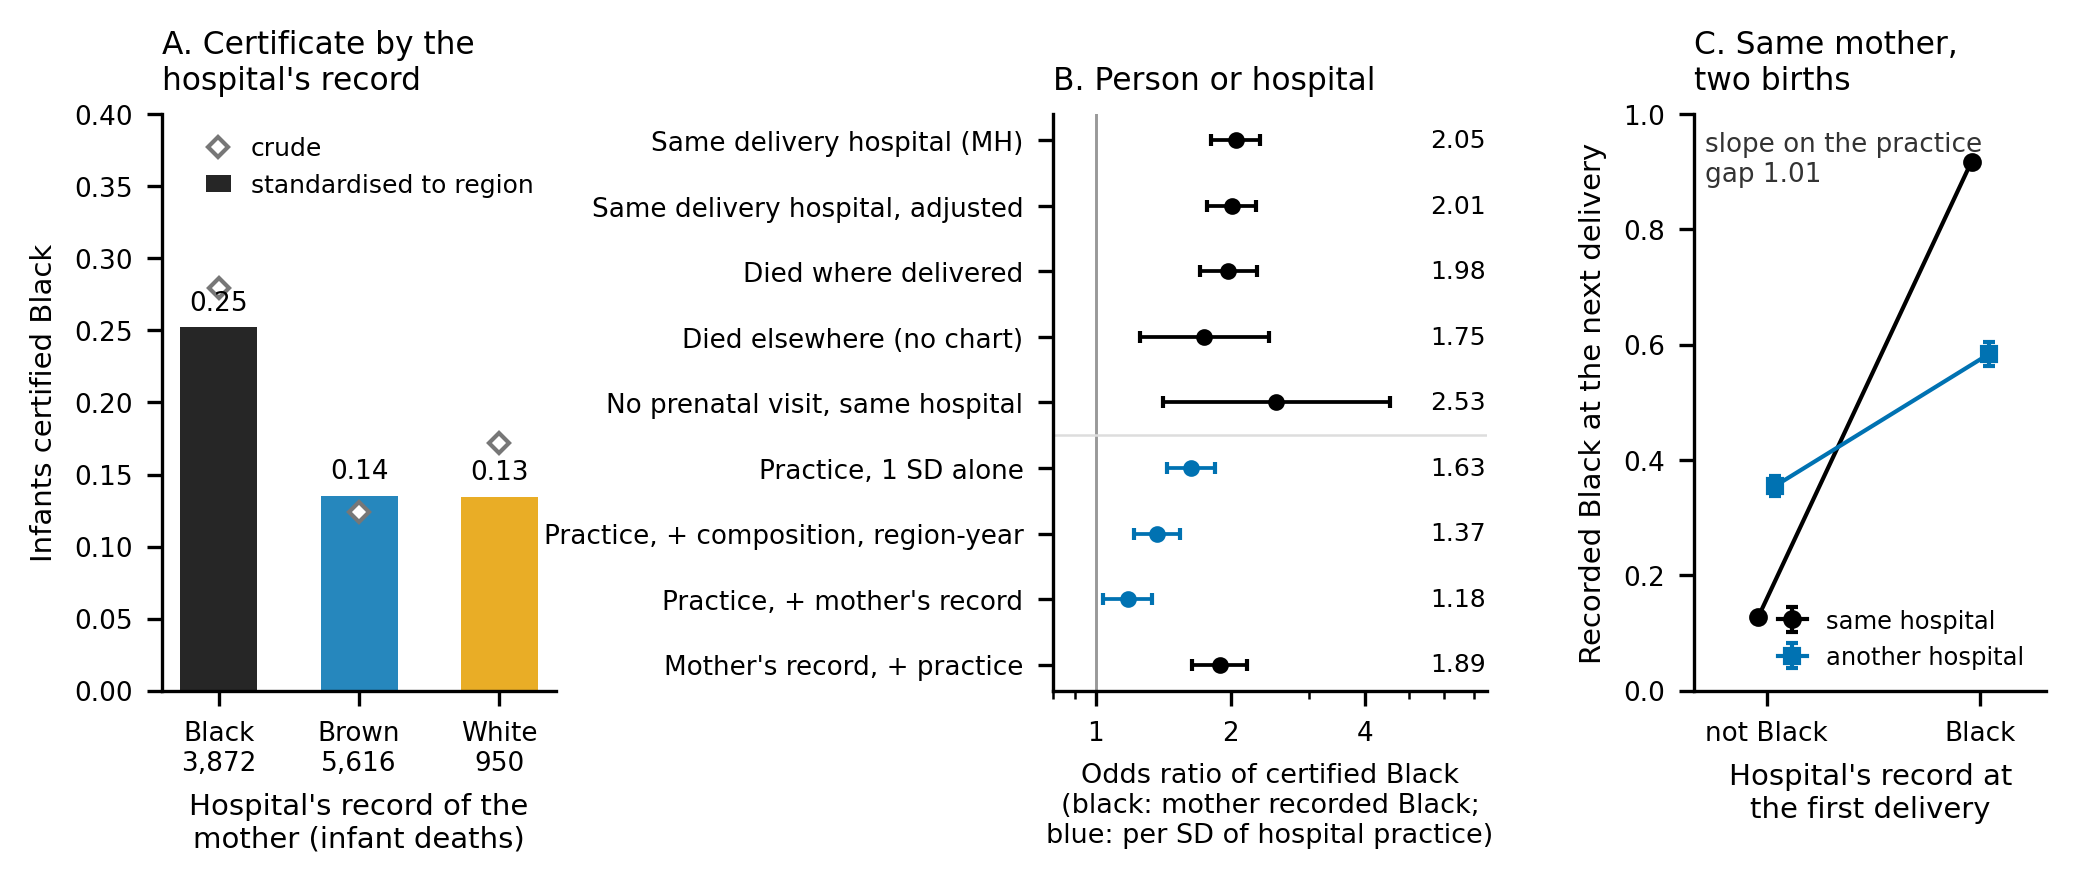 A. Certificate by the
hospital's record
Infants certified Black
0.40
0.35
0.30
0.25
0.20
0.15
0.10
0.05
0.00
crude
standardised to region
0.25
0.14
0.13
Black
3,872
Brown
5,616
White
950
Hospital's record of the
mother (infant deaths)
B. Person or hospital
Same delivery hospital (MH)
2.05
Same delivery hospital, adjusted
2.01
Died where delivered
1.98
Died elsewhere (no chart)
1.75
No prenatal visit, same hospital
2.53
Practice, 1 SD alone
1.63
Practice, + composition, region-year
1.37
Practice, + mother's record
1.18
Mother's record, + practice
1.89
1
2
4
Odds ratio of certified Black
(black: mother recorded Black;
blue: per SD of hospital practice)
C. Same mother,
two births
Recorded Black at the next delivery
1.0
0.8
0.6
0.4
0.2
0.0
slope on the practice
gap 1.01
same hospital
another hospital
not Black
Black
Hospital's record at
the first delivery